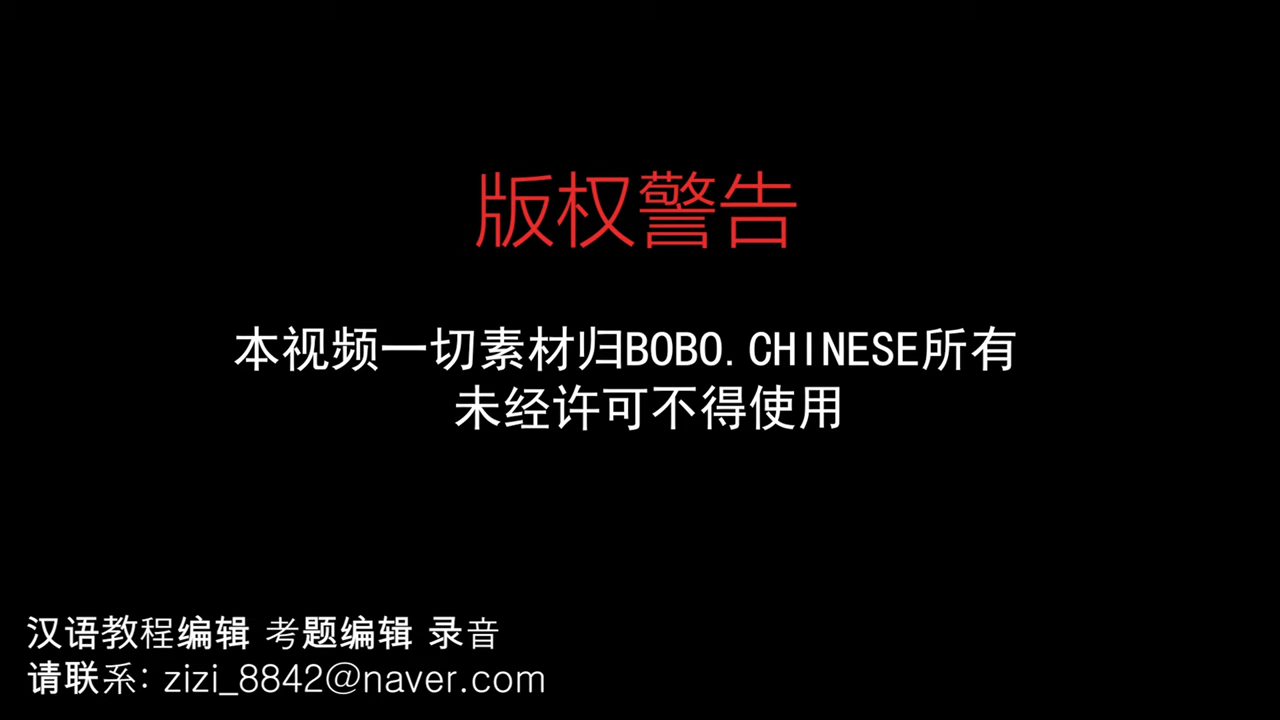 版权警告
本视频一切素材归BOBO.CHINESE所有
未经许可不得使用
汉语教程编辑 考题编辑 录音
请联系: zizi_8842@naver.com